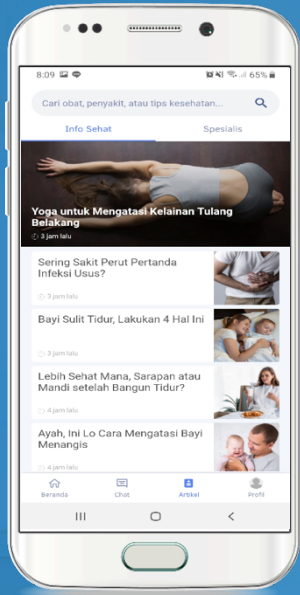 8:09
65%
Cari obat, penyakit, atau tips kesehatan...
Info Sehat
Spesialis
Yoga untuk Mengatasi Kelainan Tulang
Belakang
3 jam lalu
Sering Sakit Perut Pertanda
Infeksi Usus?
3 jam lalu
Bayi Sulit Tidur, Lakukan 4 Hal Ini
3 jam lalu
Lebih Sehat Mana, Sarapan atau
Mandi setelah Bangun Tidur?
4 jam lalu
Ayah, Ini Lo Cara Mengatasi Bayi
Menangis
4 jam lalu
Beranda
Chat
Artikel
Profil